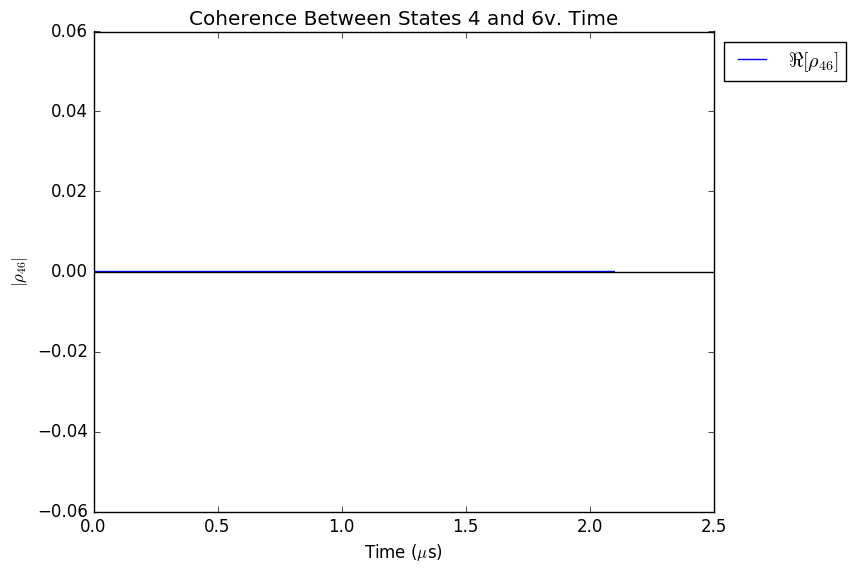 Coherence Between States 4 and 6v. Time
ℜ[ρ₄₆]
|ρ₄₆|
0.06
0.04
0.02
0.00
−0.02
−0.04
−0.06
0.0 0.5 1.0 1.5 2.0 2.5
Time (μs)